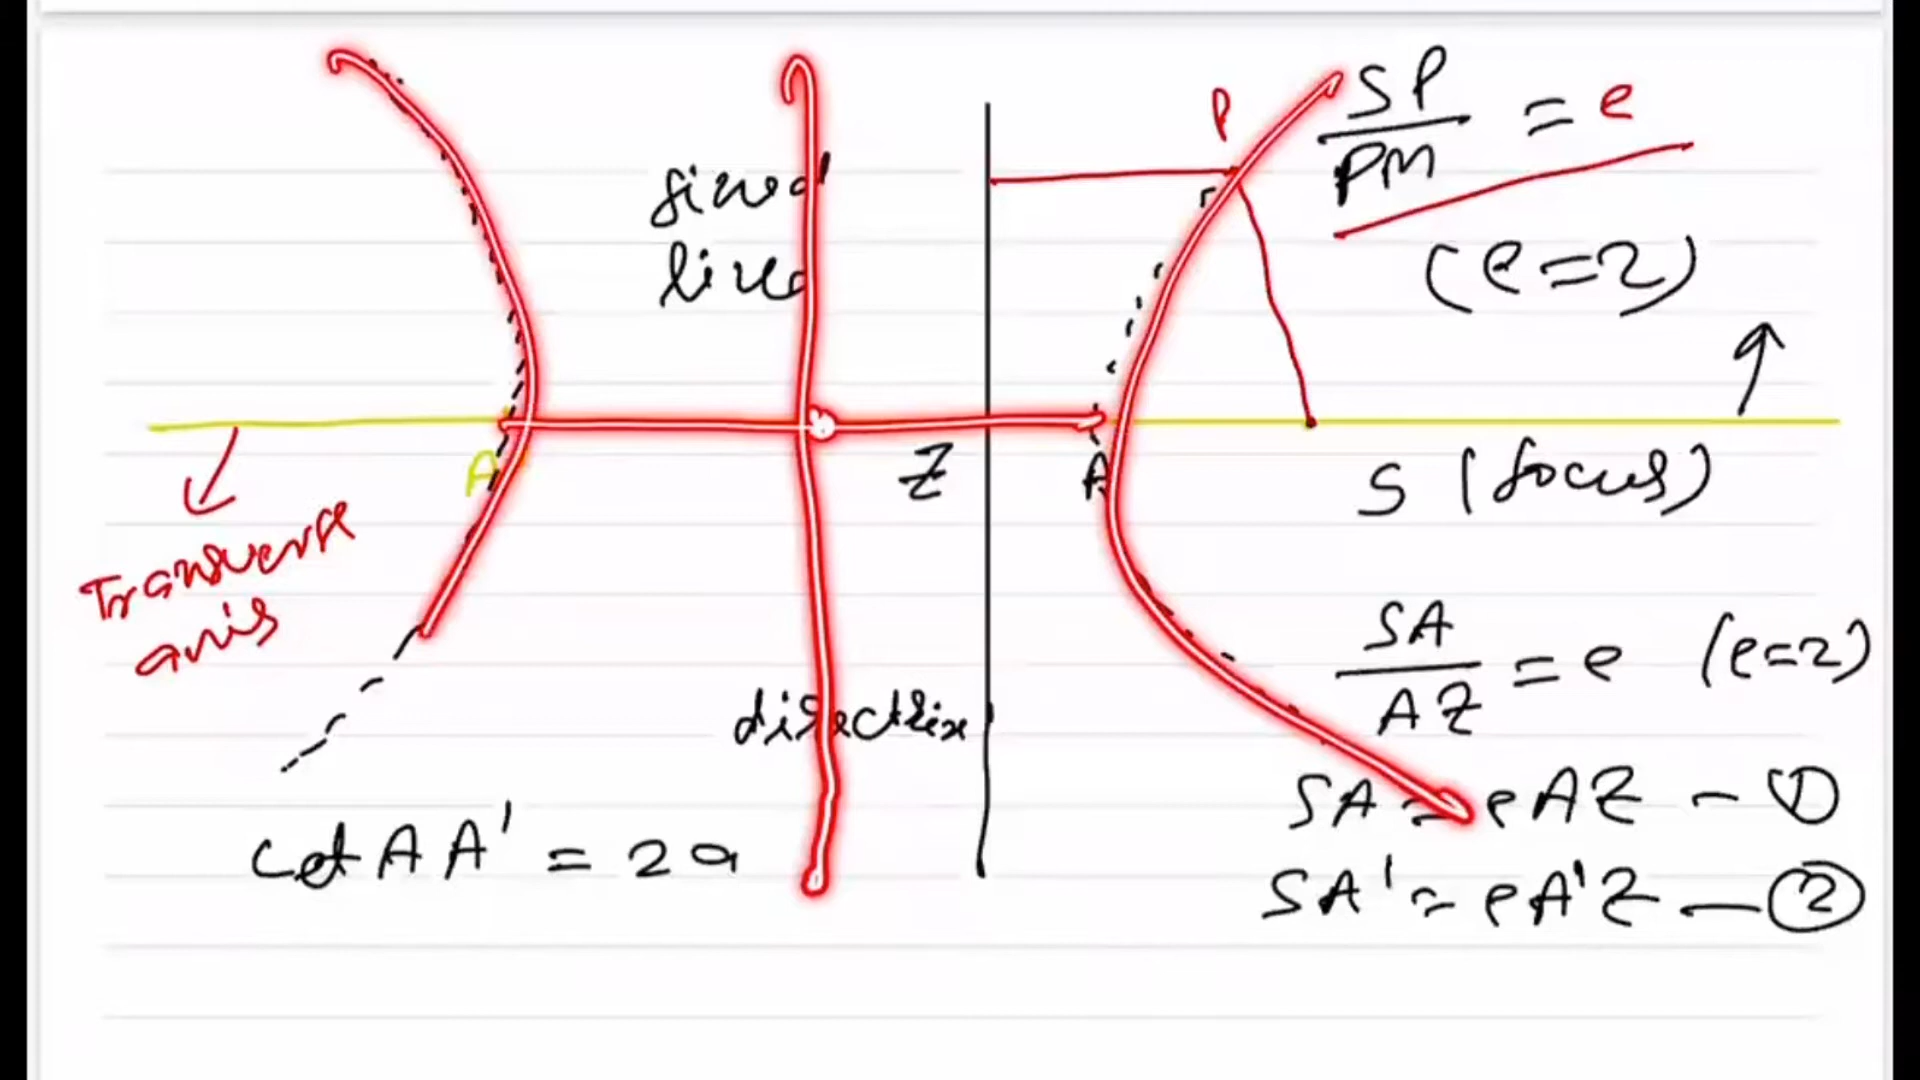 P
SP
PM
= e
fixed
line
(e=2)
A
Z
A
S (focus)
Transverse
axis
SA
AZ
= e (e=2)
directrix
SA = eAZ - ①
Let AA' = 2a
SA' = eA'Z - ②